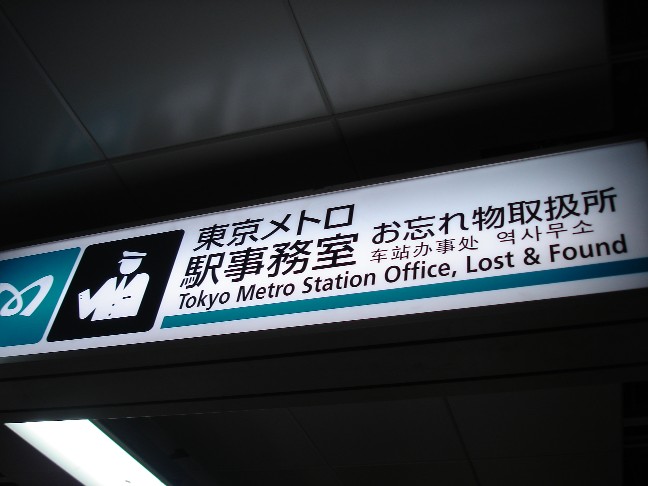 東京メトロ
駅事務室 お忘れ物取扱所
车站办事处 역사무소
Tokyo Metro Station Office, Lost & Found